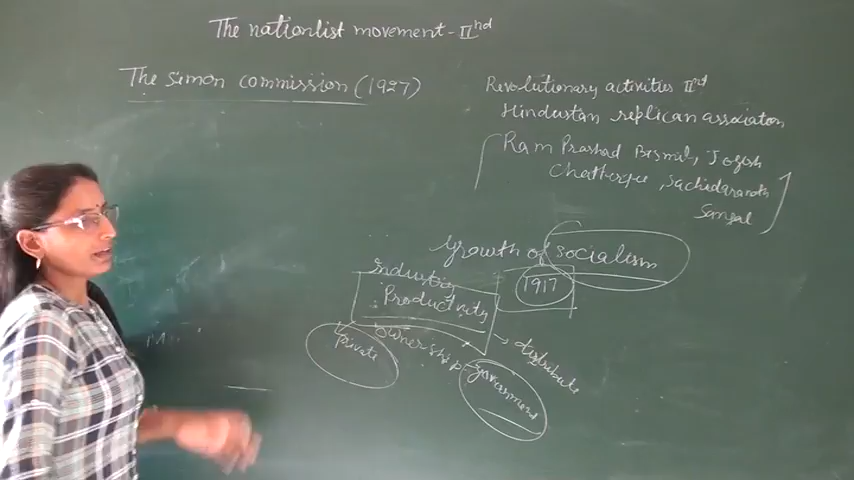 The nationlist movement - IInd
The Simon commission (1927)
Revolutionary activities IInd
Hindustan replican association
Ram Prashad Bismil, Jogesh
Chatterjee, Sachidaranath
Sanyal
Growth of socialism
1917
Industries
Productivity
ownership
private
government
distribute